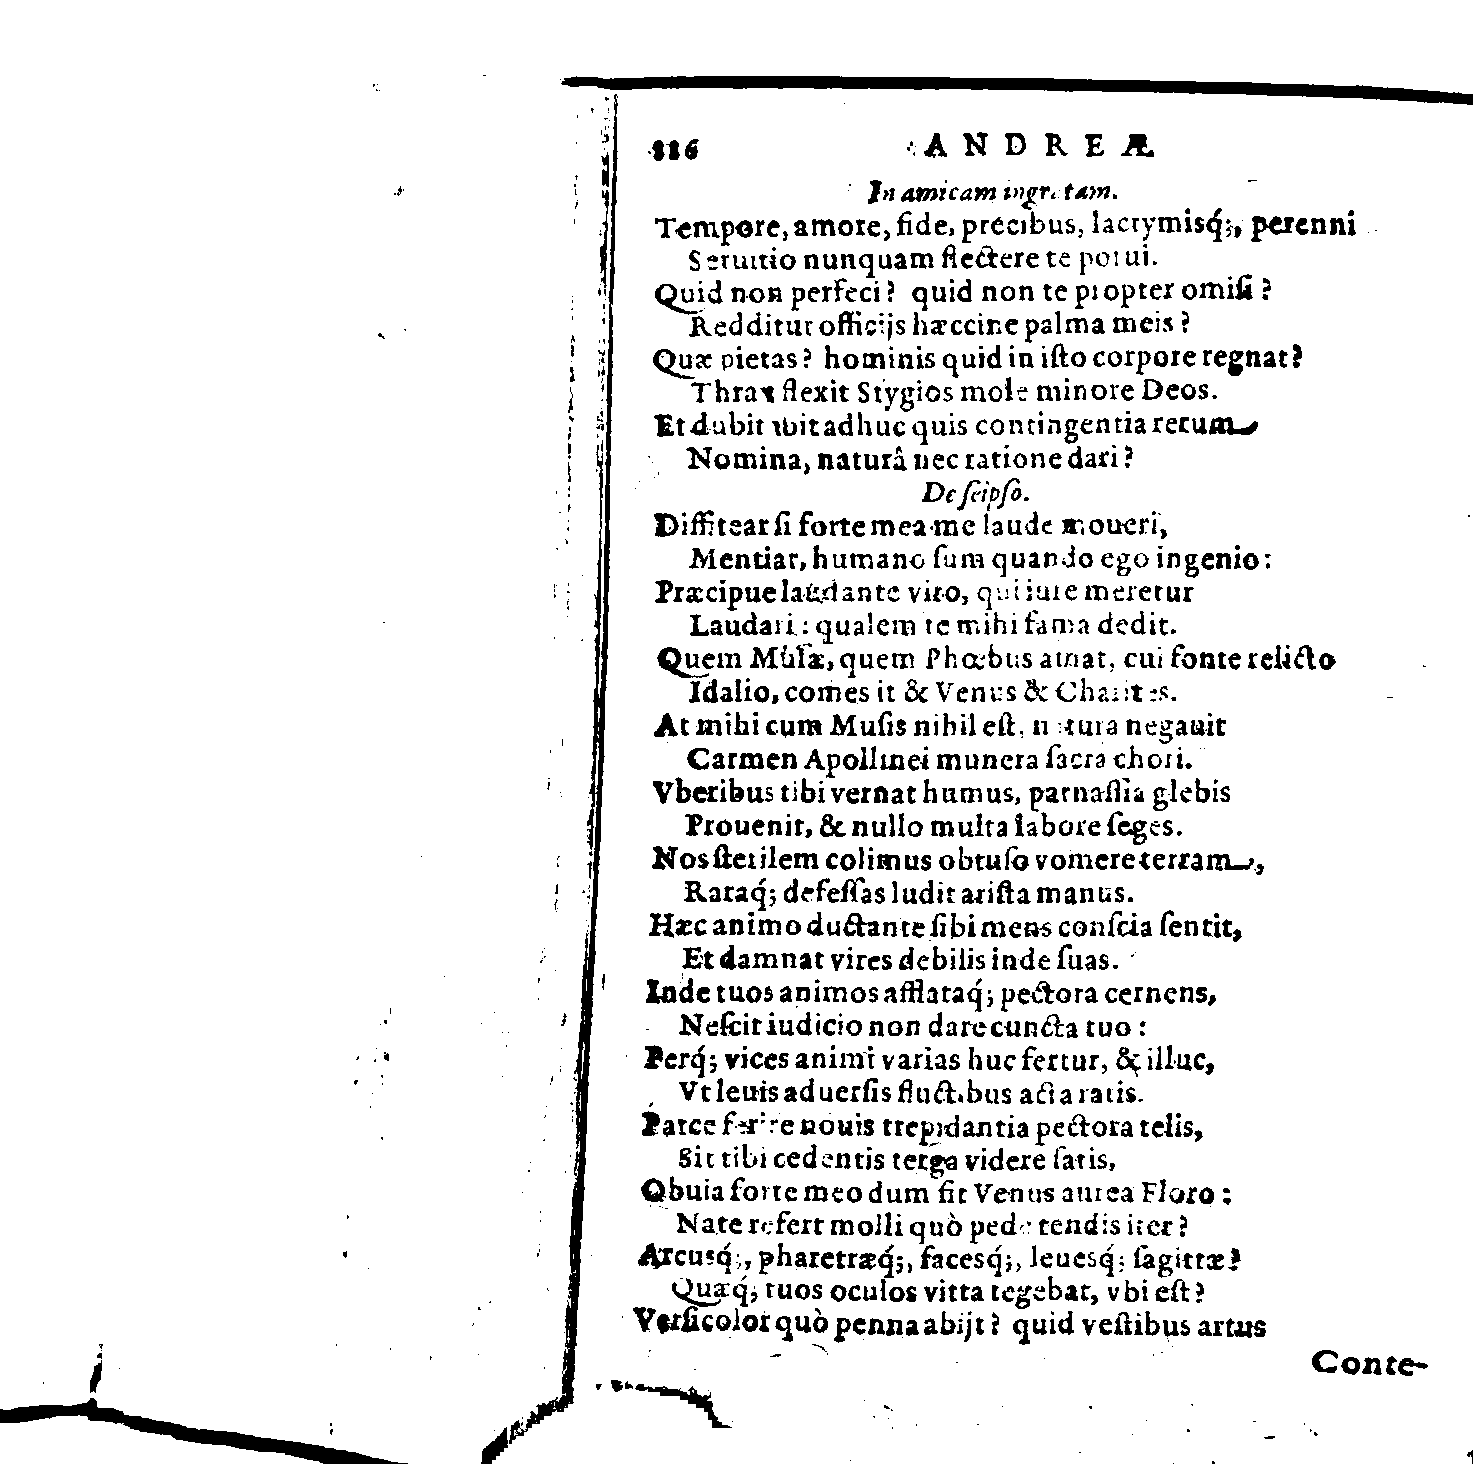 886 ANDREÆ
In amicam ingratam.
Tempore, amore, fide, precibus, lacrymisq́;, perenni
Seruitio nunquam flectere te potui.
Quid non perfeci? quid non te propter omiſi?
Redditur officijs hæccine palma meis?
Quæ pietas? hominis quid in iſto corpore regnat?
Thrax flexit Stygios mole minore Deos.
Et dubitabit adhuc quis contingentia rerum
Nomina, naturâ nec ratione dari?
De ſeipſo.
Diffitear ſi forte mea me laude moueri,
Mentiar, humano ſum quando ego ingenio:
Præcipue laudante viro, qui iure meretur
Laudari: qualem te mihi fama dedit.
Quem Muſæ, quem Phœbus amat, cui fonte relicto
Idalio, comes it & Venus & Charites.
At mihi cum Muſis nihil eſt, natura negauit
Carmen Apollinei munera ſacra chori.
Vberibus tibi vernat humus, parnaſſia glebis
Prouenit, & nullo multa labore ſeges.
Nos ſterilem colimus obtuſo vomere terram,
Raraq́; defeſſas ludit ariſta manus.
Hæc animo ductante ſibi mens conſcia ſentit,
Et damnat vires debilis inde ſuas.
Inde tuos animos afflataq́; pectora cernens,
Neſcit iudicio non dare cuncta tuo:
Perq́; vices animi varias huc fertur, & illuc,
Vt leuis aduerſis fluctibus acta ratis.
Parce ferire nouis trepidantia pectora telis,
Sit tibi cedentis terga videre ſatis,
Obuia forte meo dum fit Venus aurea Floro:
Nate refert molli quò pede tendis iter?
Arcusq́;, pharetræq́;, facesq́;, leuesq́; ſagittæ?
Quæq́; tuos oculos vitta tegebat, vbi eſt?
Verſicolor quò penna abijt? quid veſtibus artus
Conte-